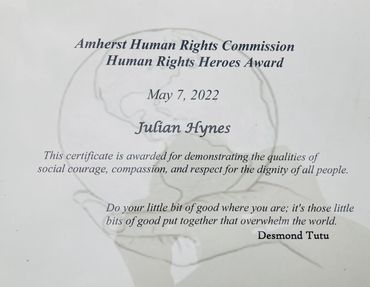 Amherst Human Rights Commission
Human Rights Heroes Award
May 7, 2022
Julian Hynes
This certificate is awarded for demonstrating the qualities of
social courage, compassion, and respect for the dignity of all people.
Do your little bit of good where you are; it's those little
bits of good put together that overwhelm the world.
Desmond Tutu